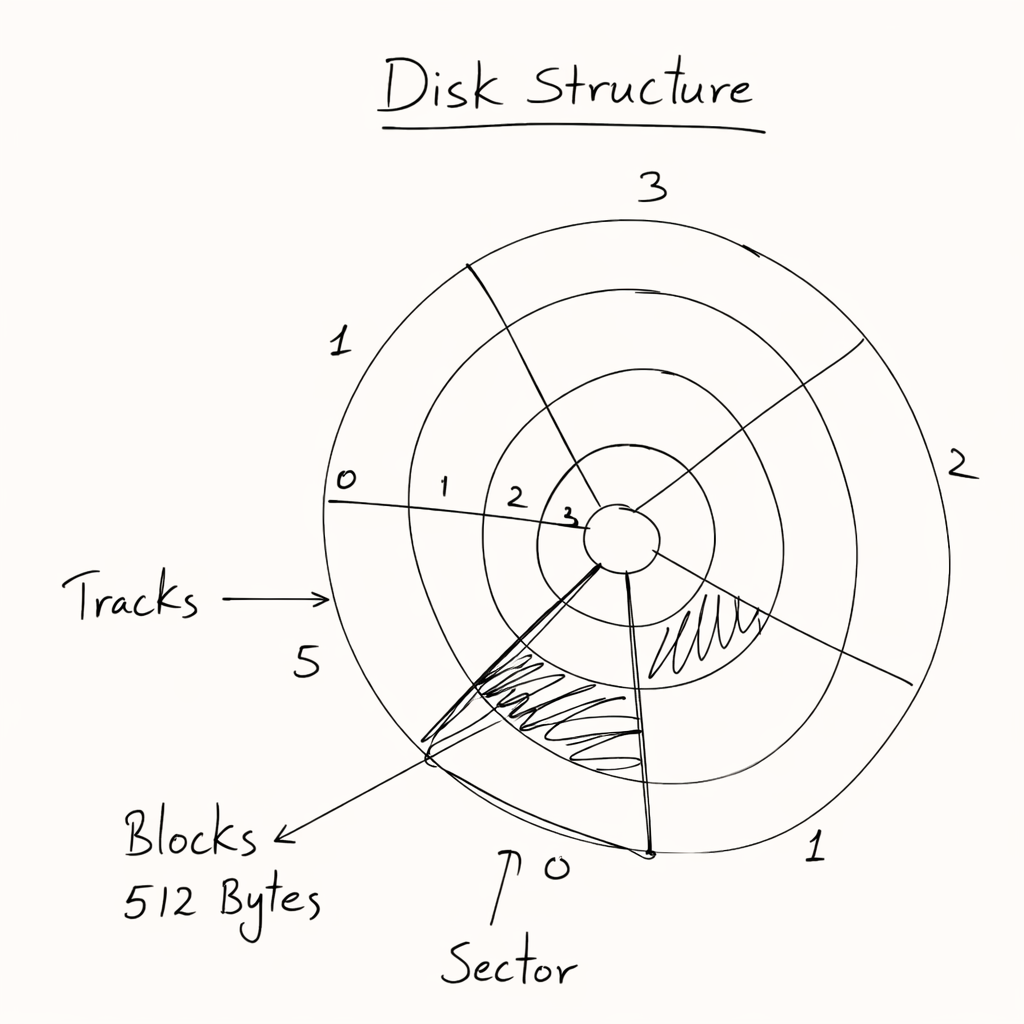 Disk Structure
3
1
2
0 1 2 3
Tracks
5
Blocks
512 Bytes
0
1
Sector